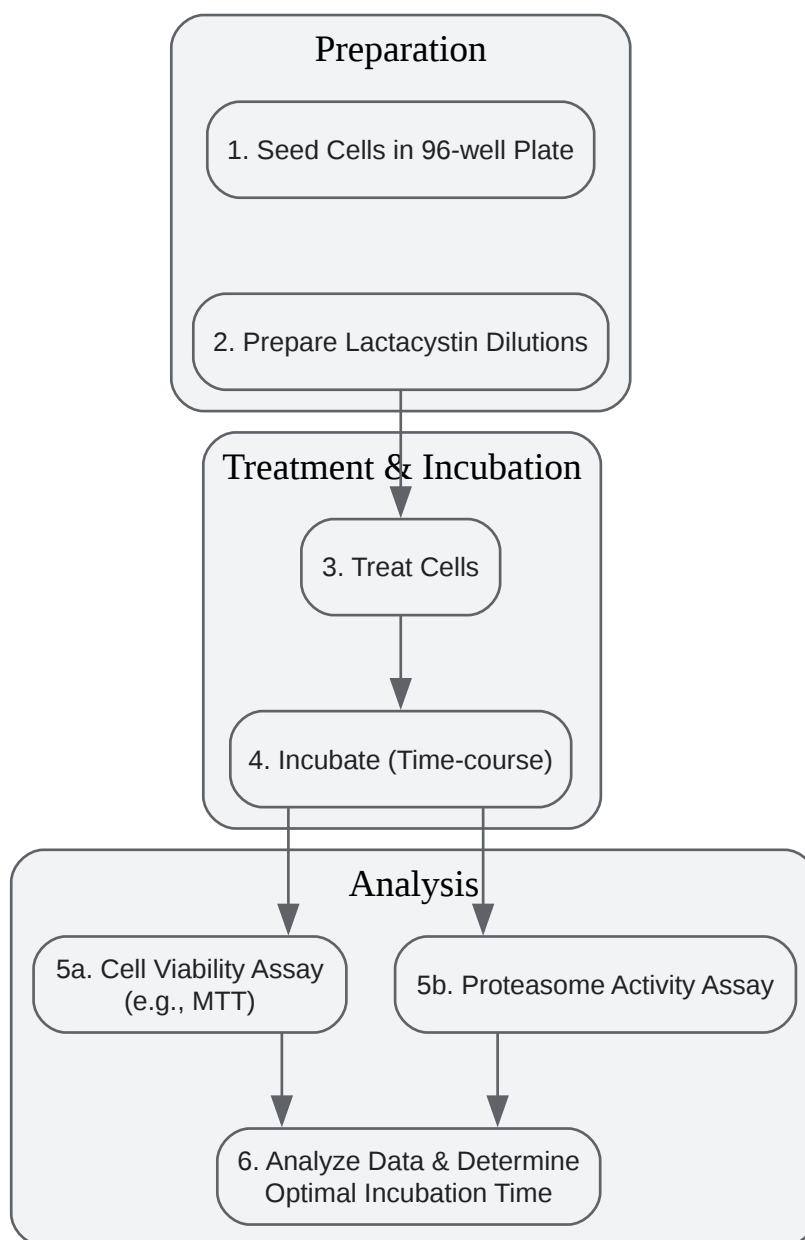 Preparation
1. Seed Cells in 96-well Plate
2. Prepare Lactacystin Dilutions
Treatment & Incubation
3. Treat Cells
4. Incubate (Time-course)
Analysis
5a. Cell Viability Assay
(e.g., MTT)
5b. Proteasome Activity Assay
6. Analyze Data & Determine
Optimal Incubation Time